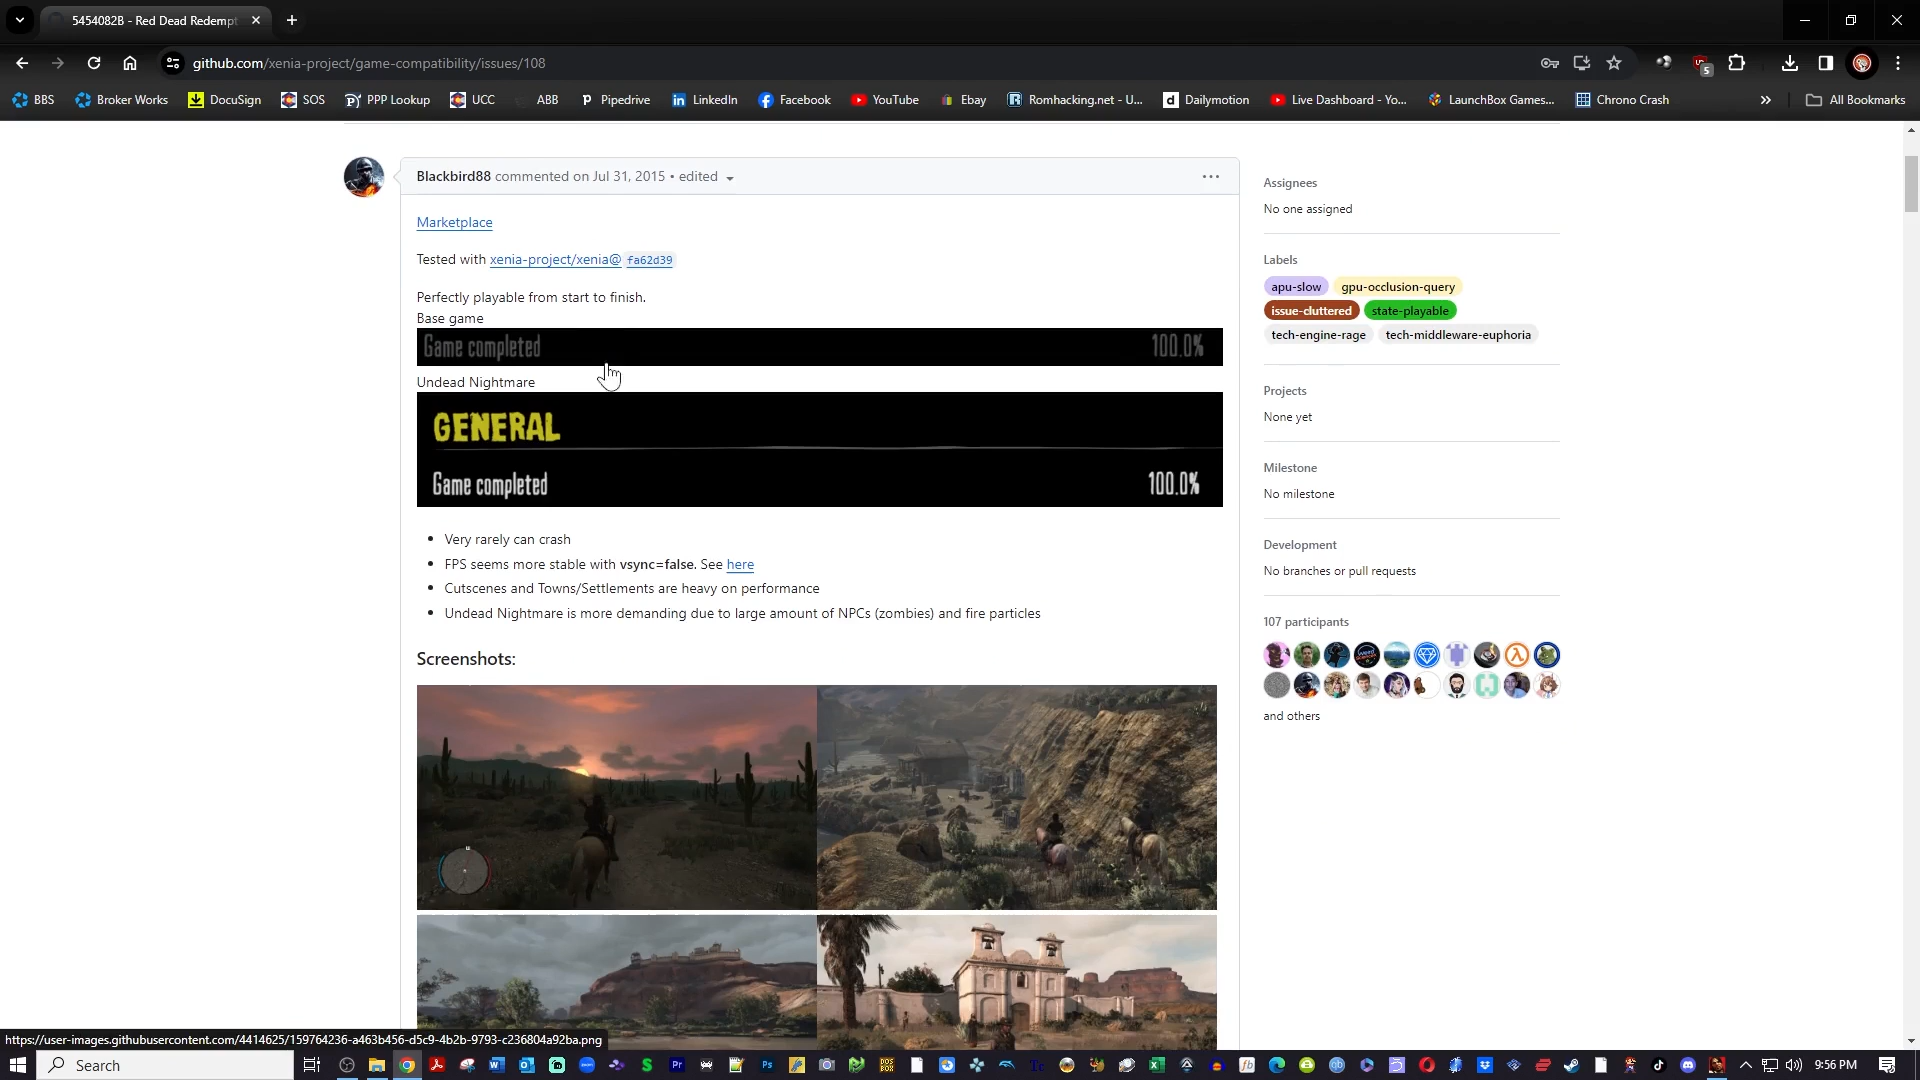 5454082B - Red Dead Redempt
github.com/xenia-project/game-compatibility/issues/108
5
BBS
Broker Works
DocuSign
SOS
PPP Lookup
UCC
ABB
Pipedrive
LinkedIn
Facebook
YouTube
Ebay
Romhacking.net - U...
Dailymotion
Live Dashboard - Yo...
LaunchBox Games...
Chrono Crash
»
All Bookmarks
Blackbird88 commented on Jul 31, 2015 • edited
Marketplace
Tested with xenia-project/xenia@ fa62d39
Perfectly playable from start to finish.
Base game
Game completed 100.0%
Undead Nightmare
GENERAL
Game completed 100.0%
• Very rarely can crash
• FPS seems more stable with vsync=false. See here
• Cutscenes and Towns/Settlements are heavy on performance
• Undead Nightmare is more demanding due to large amount of NPCs (zombies) and fire particles
Screenshots:
Assignees
No one assigned
Labels
apu-slow gpu-occlusion-query
issue-cluttered state-playable
tech-engine-rage tech-middleware-euphoria
Projects
None yet
Milestone
No milestone
Development
No branches or pull requests
107 participants
and others
https://user-images.githubusercontent.com/4414625/159764236-a463b456-d5c9-4b2b-9793-c236804a92ba.png
Search
9:56 PM